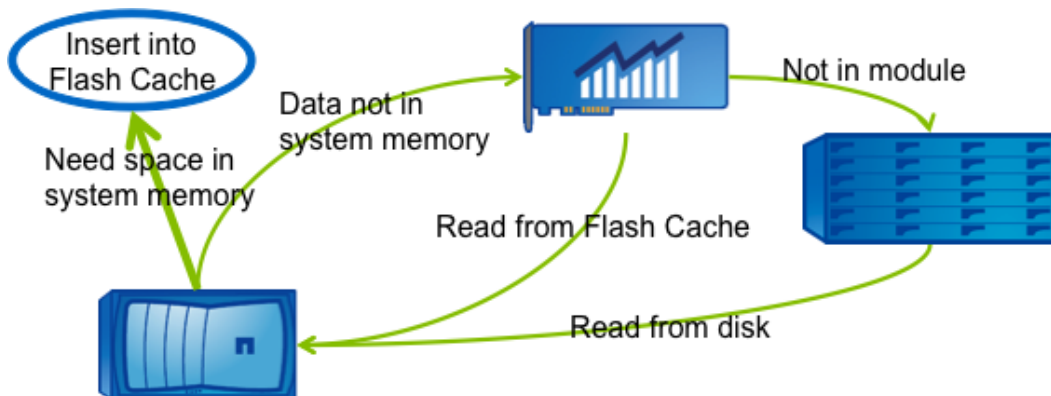 Insert into
Flash Cache
Data not in
system memory
Not in module
Need space in
system memory
Read from Flash Cache
Read from disk